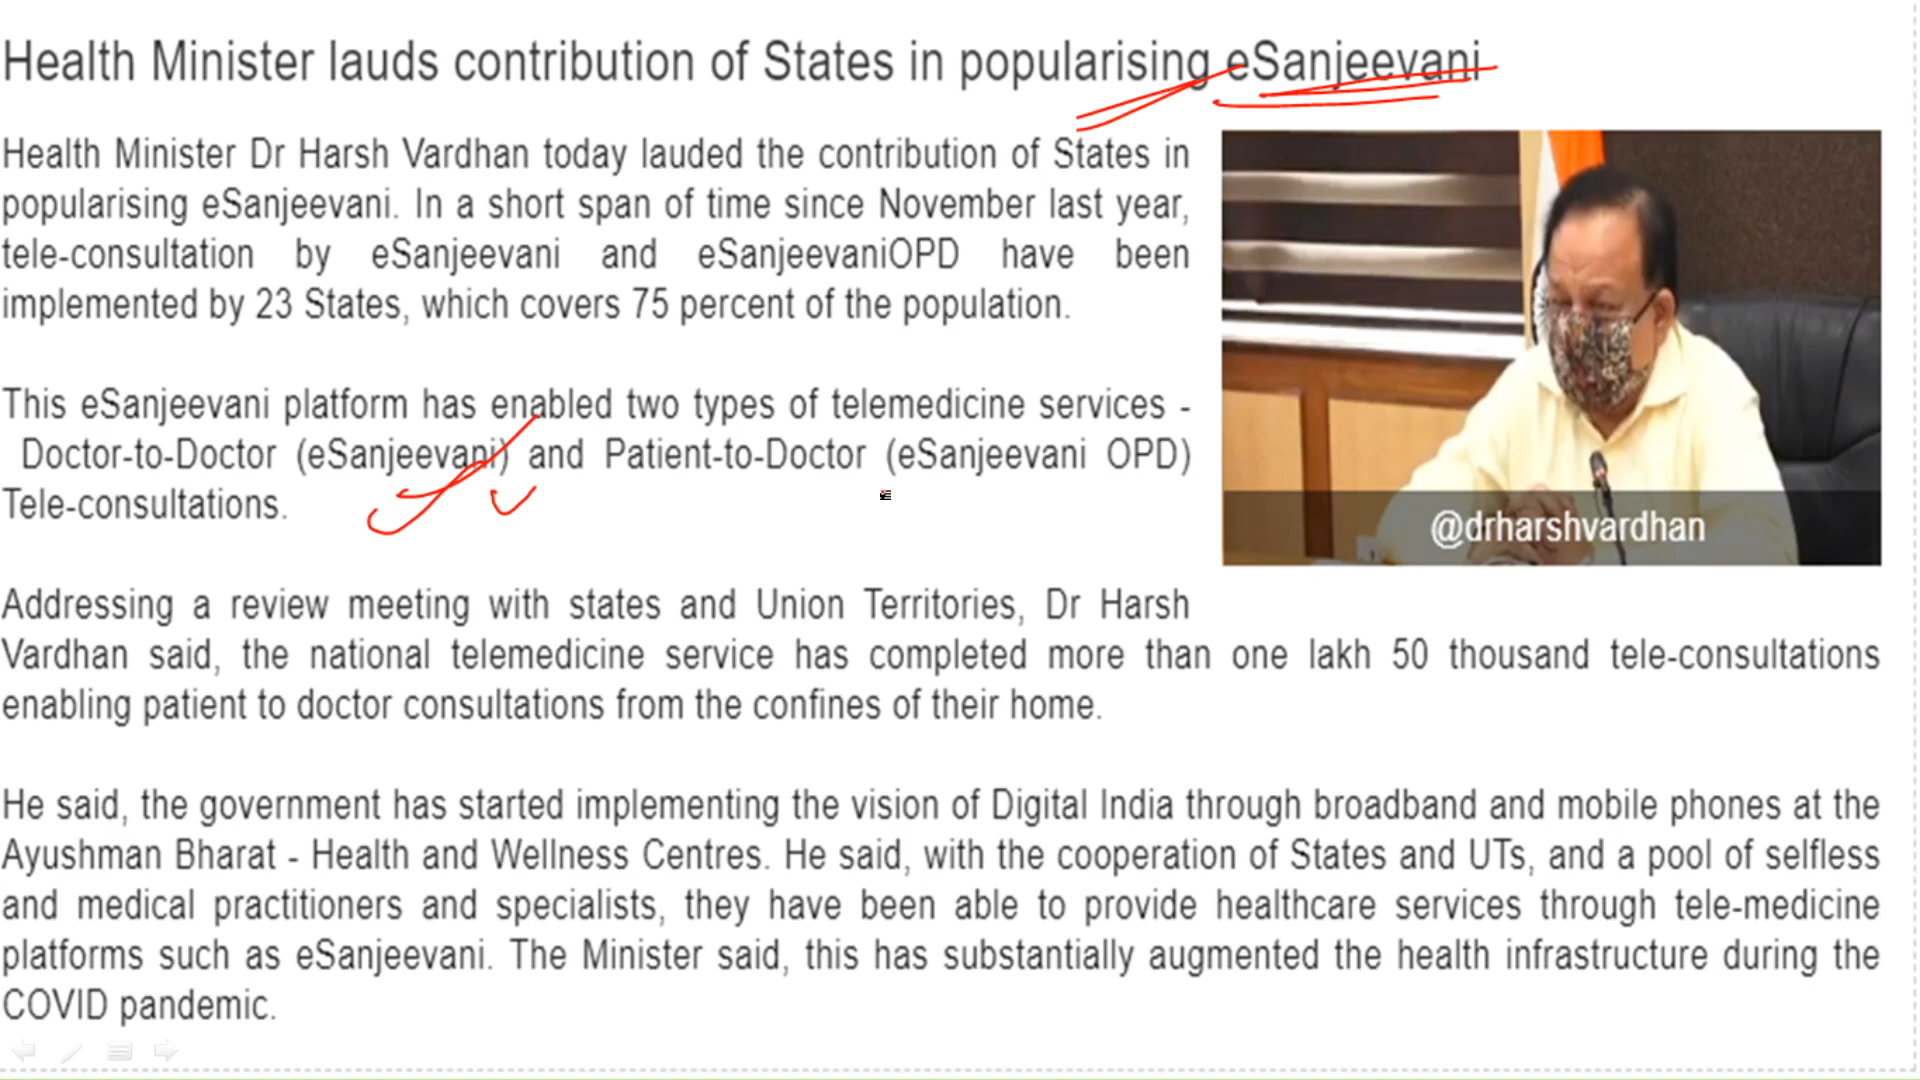 Health Minister lauds contribution of States in popularising eSanjeevani
Health Minister Dr Harsh Vardhan today lauded the contribution of States in
popularising eSanjeevani. In a short span of time since November last year,
tele-consultation by eSanjeevani and eSanjeevaniOPD have been
implemented by 23 States, which covers 75 percent of the population.
This eSanjeevani platform has enabled two types of telemedicine services -
Doctor-to-Doctor (eSanjeevani) and Patient-to-Doctor (eSanjeevani OPD)
Tele-consultations.
@drharshvardhan
Addressing a review meeting with states and Union Territories, Dr Harsh
Vardhan said, the national telemedicine service has completed more than one lakh 50 thousand tele-consultations
enabling patient to doctor consultations from the confines of their home.
He said, the government has started implementing the vision of Digital India through broadband and mobile phones at the
Ayushman Bharat - Health and Wellness Centres. He said, with the cooperation of States and UTs, and a pool of selfless
and medical practitioners and specialists, they have been able to provide healthcare services through tele-medicine
platforms such as eSanjeevani. The Minister said, this has substantially augmented the health infrastructure during the
COVID pandemic.